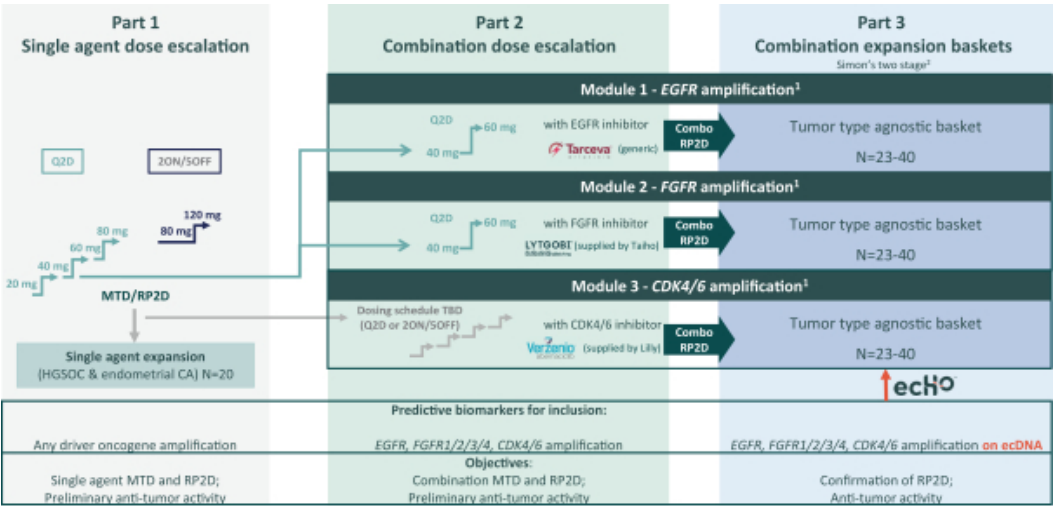 Part 1
Single agent dose escalation
Part 2
Combination dose escalation
Part 3
Combination expansion baskets
Simon's two stage²
Module 1 - EGFR amplification¹
Q2D
2ON/5OFF
20 mg
40 mg
60 mg
80 mg
80 mg
120 mg
MTD/RP2D
Single agent expansion
(HGSOC & endometrial CA) N=20
Q2D
40 mg
60 mg
with EGFR inhibitor
Tarceva (generic)
Combo
RP2D
Tumor type agnostic basket
N=23-40
Module 2 - FGFR amplification¹
Q2D
40 mg
60 mg
with FGFR inhibitor
LYTGOBI (supplied by Taiho)
Combo
RP2D
Tumor type agnostic basket
N=23-40
Module 3 - CDK4/6 amplification¹
Dosing schedule TBD
(Q2D or 2ON/5OFF)
with CDK4/6 inhibitor
Verzenio (supplied by Lilly)
Combo
RP2D
Tumor type agnostic basket
N=23-40
ecHO
Predictive biomarkers for inclusion:
Any driver oncogene amplification
EGFR, FGFR1/2/3/4, CDK4/6 amplification
EGFR, FGFR1/2/3/4, CDK4/6 amplification on ecDNA
Objectives:
Single agent MTD and RP2D;
Preliminary anti-tumor activity
Combination MTD and RP2D;
Preliminary anti-tumor activity
Confirmation of RP2D;
Anti-tumor activity